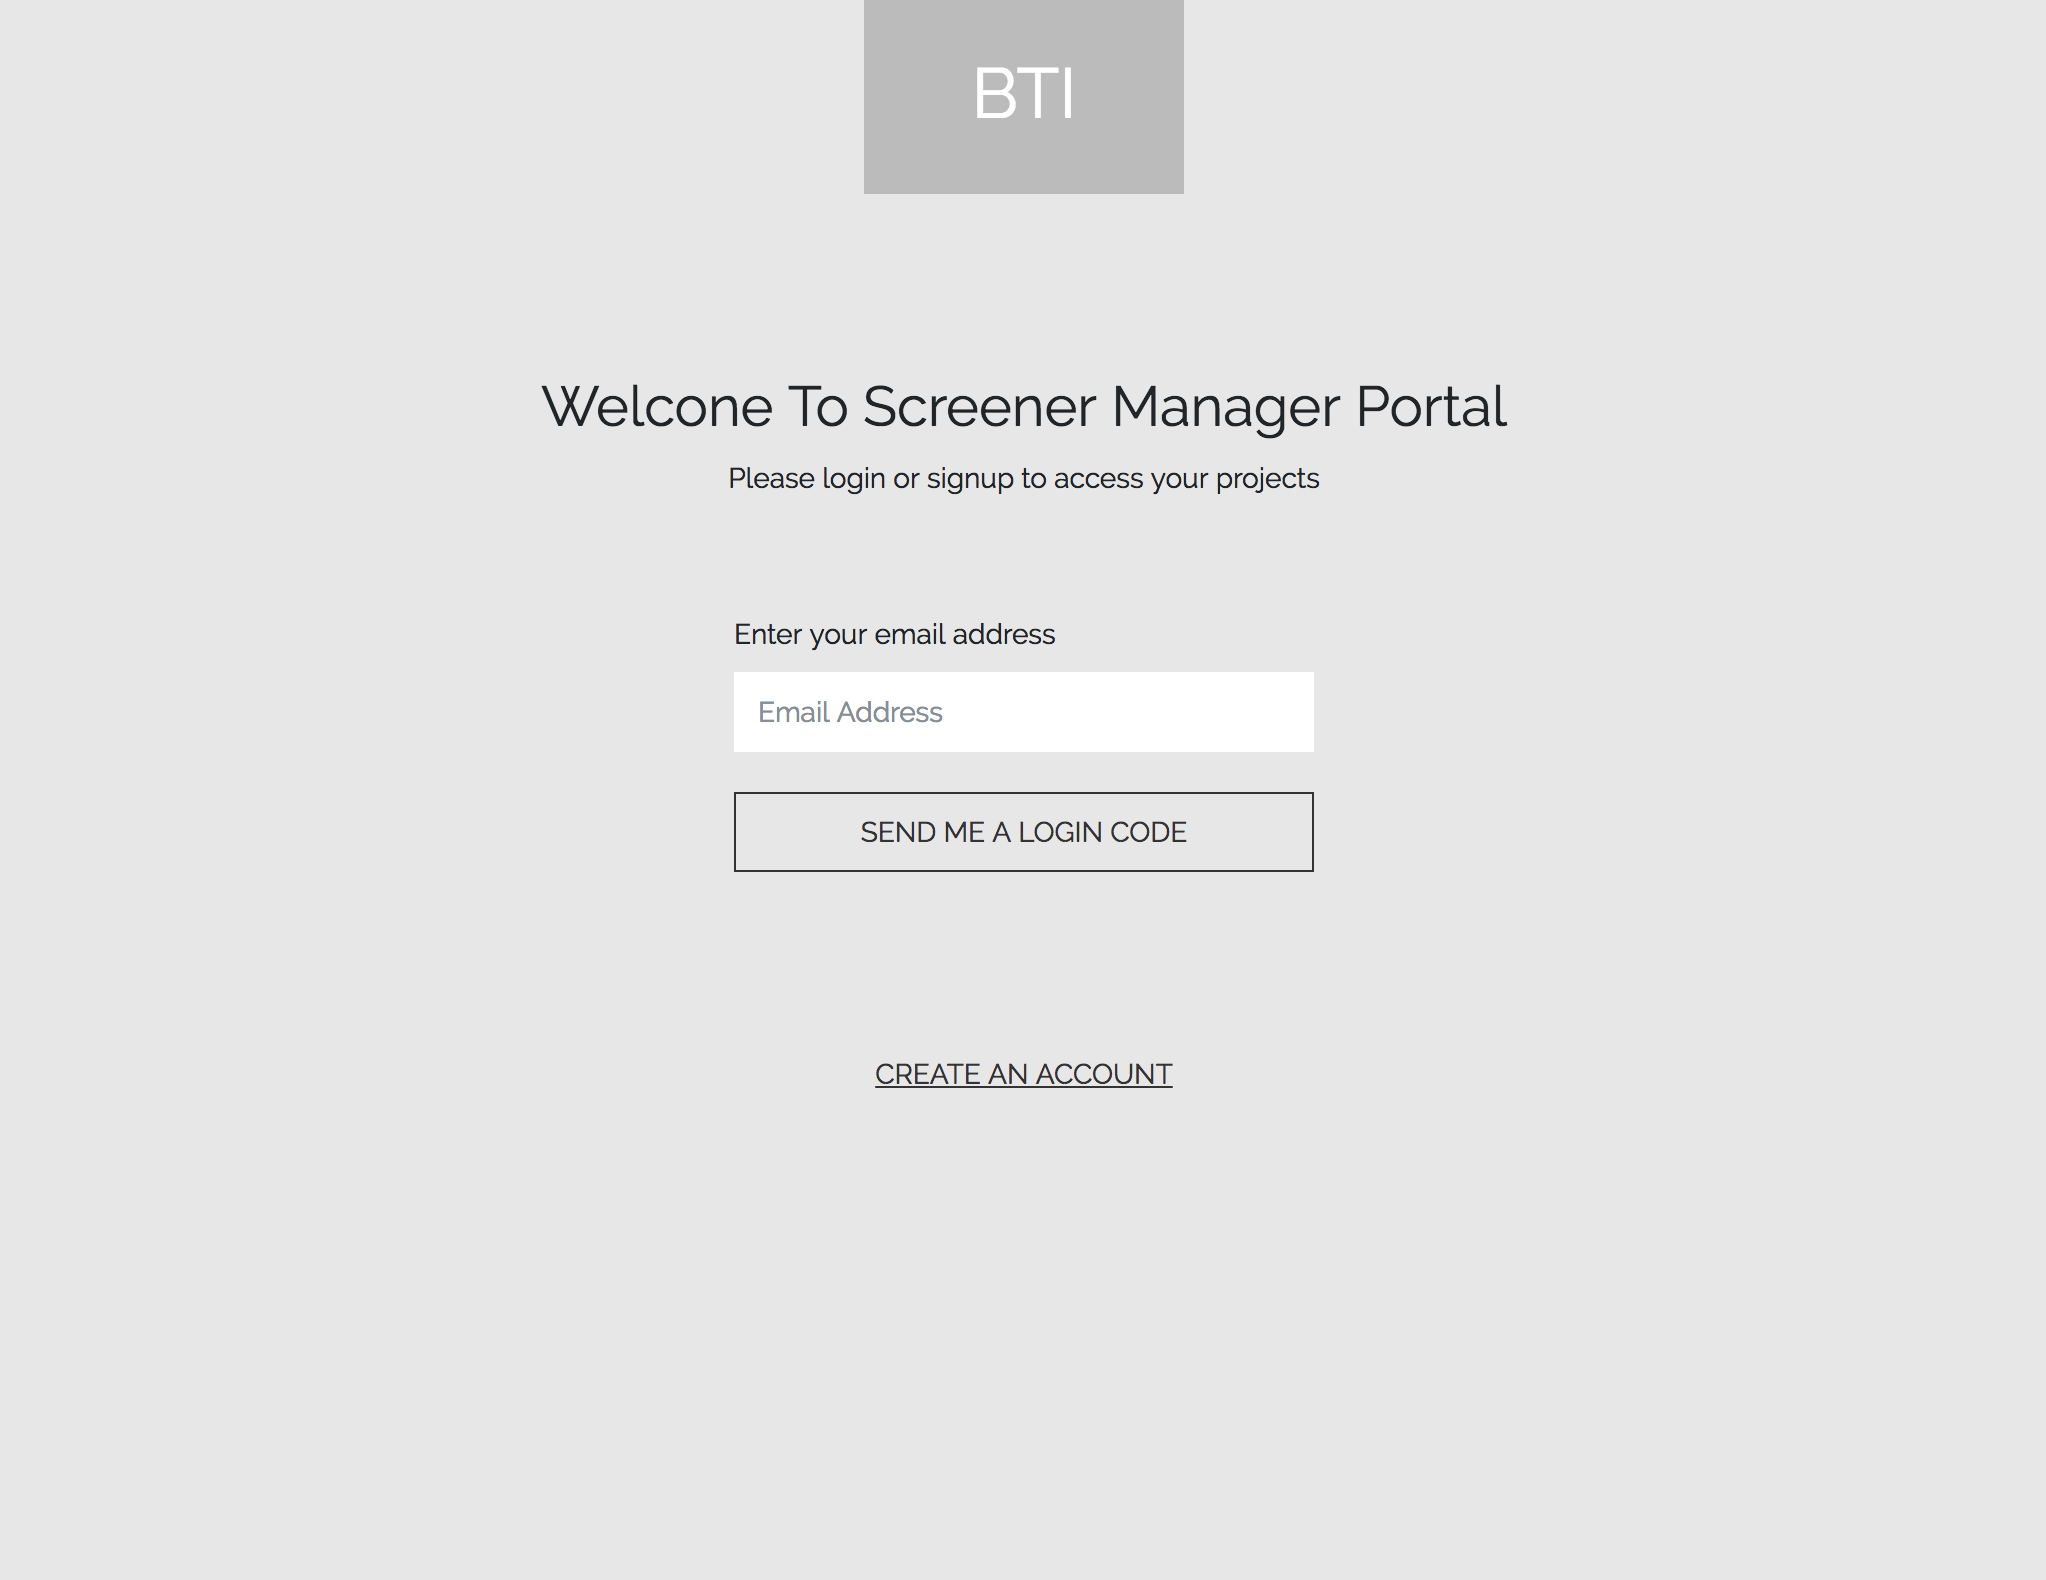 BTI
Welcone To Screener Manager Portal
Please login or signup to access your projects
Enter your email address
Email Address
SEND ME A LOGIN CODE
CREATE AN ACCOUNT